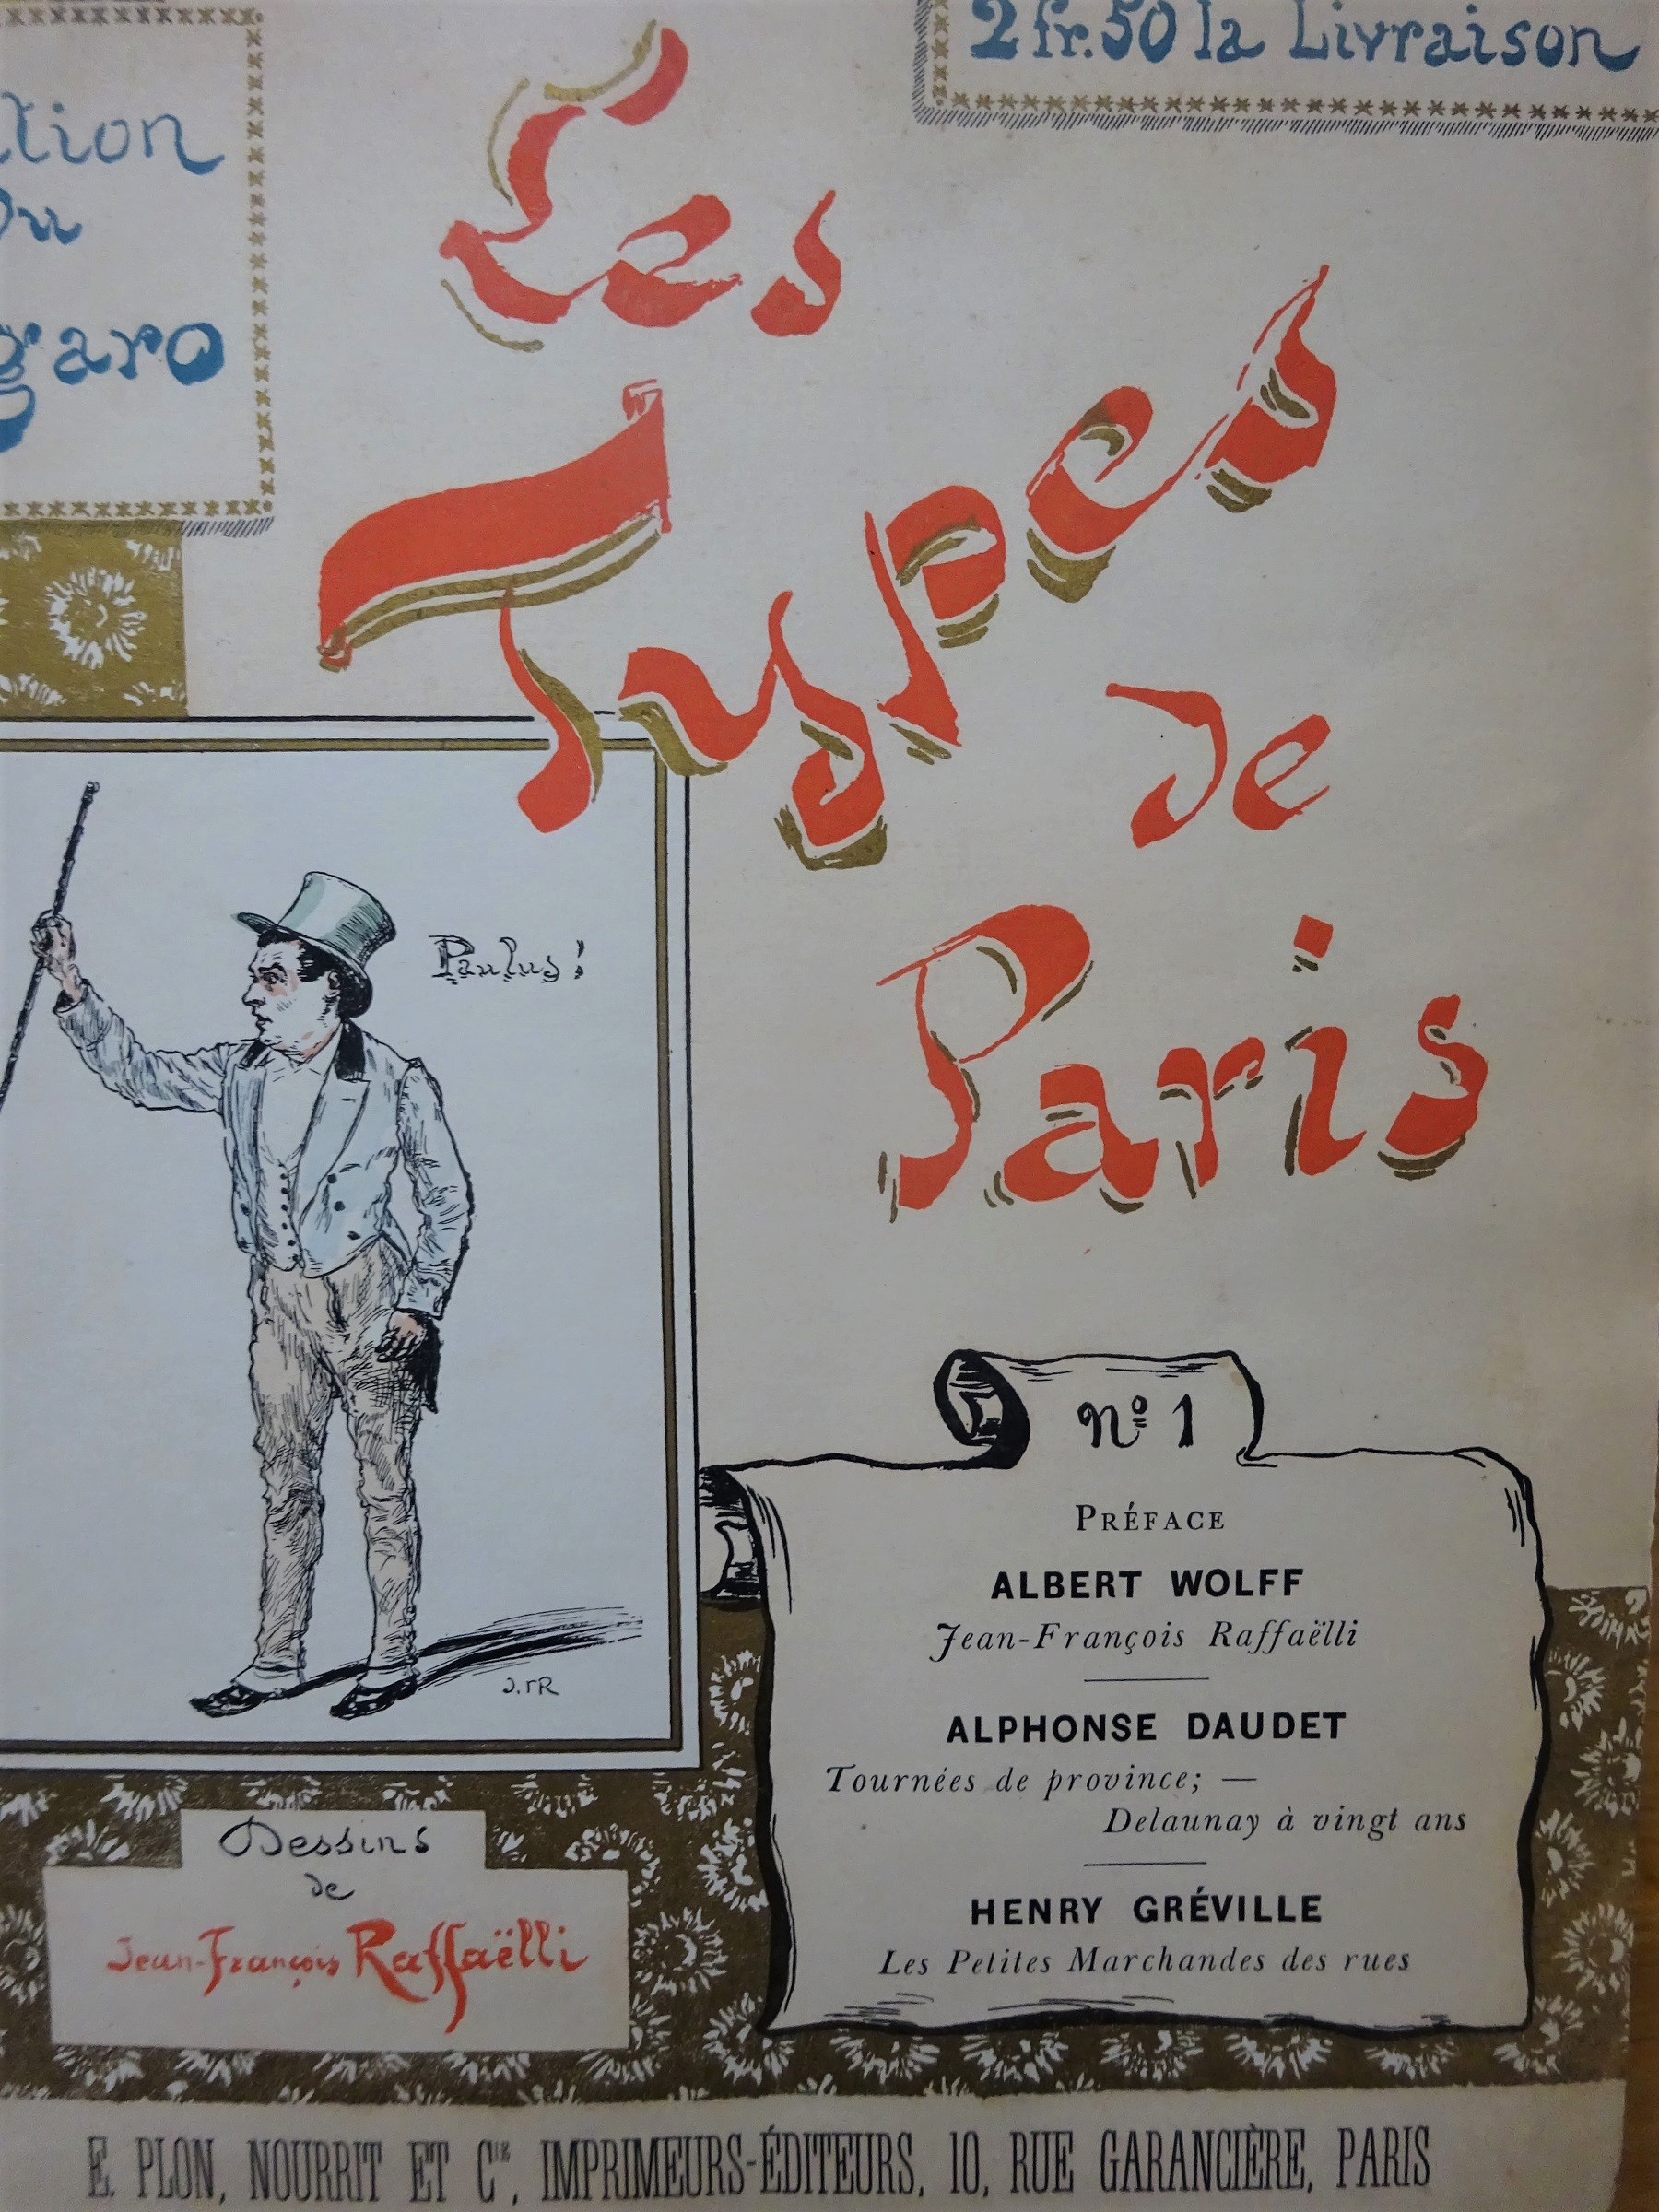 2 fr. 50 la Livraison
Du
Les
Types
de
Paris
Paulus!
J.F.R
nº 1
PRÉFACE
ALBERT WOLFF
Jean-François Raffaëlli
ALPHONSE DAUDET
Tournées de province; —
Delaunay à vingt ans
HENRY GRÉVILLE
Les Petites Marchandes des rues
Dessins
de
Jean-François Raffaëlli
E. PLON, NOURRIT ET Cie, IMPRIMEURS-ÉDITEURS, 10, RUE GARANCIÈRE, PARIS